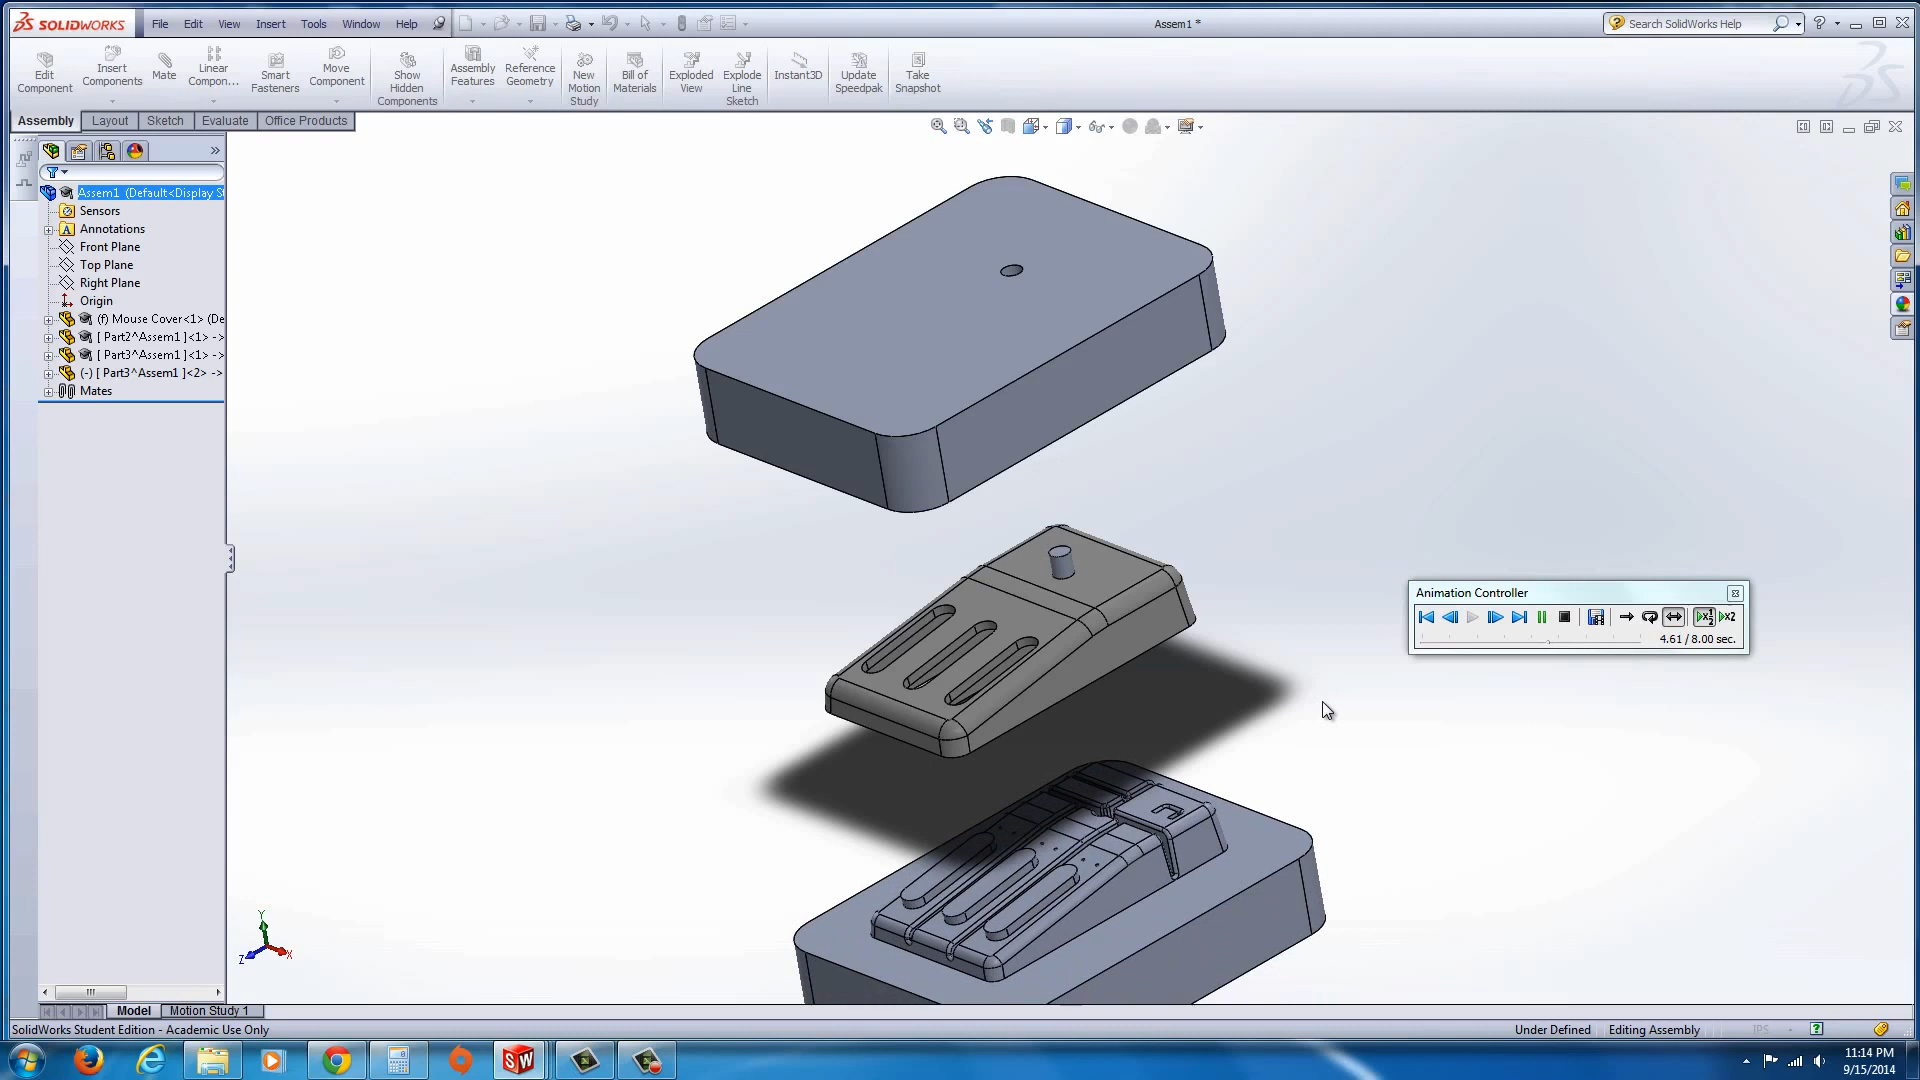 SOLIDWORKS File Edit View Insert Tools Window Help Assem1 * Search SolidWorks Help
Edit Component
Insert Components
Mate
Linear Compon...
Smart Fasteners
Move Component
Show Hidden Components
Assembly Features
Reference Geometry
New Motion Study
Bill of Materials
Exploded View
Explode Line Sketch
Instant3D
Update Speedpak
Take Snapshot
Assembly Layout Sketch Evaluate Office Products
Assem1 (Default<Display S
Sensors
Annotations
Front Plane
Top Plane
Right Plane
Origin
(f) Mouse Cover<1> (De
[ Part2^Assem1 ]<1> ->
[ Part3^Assem1 ]<1> ->
(-) [ Part3^Assem1 ]<2> ->
Mates
Animation Controller
4.61 / 8.00 sec.
Y
Z X
Model Motion Study 1
SolidWorks Student Edition - Academic Use Only Under Defined Editing Assembly IPS
11:14 PM
9/15/2014